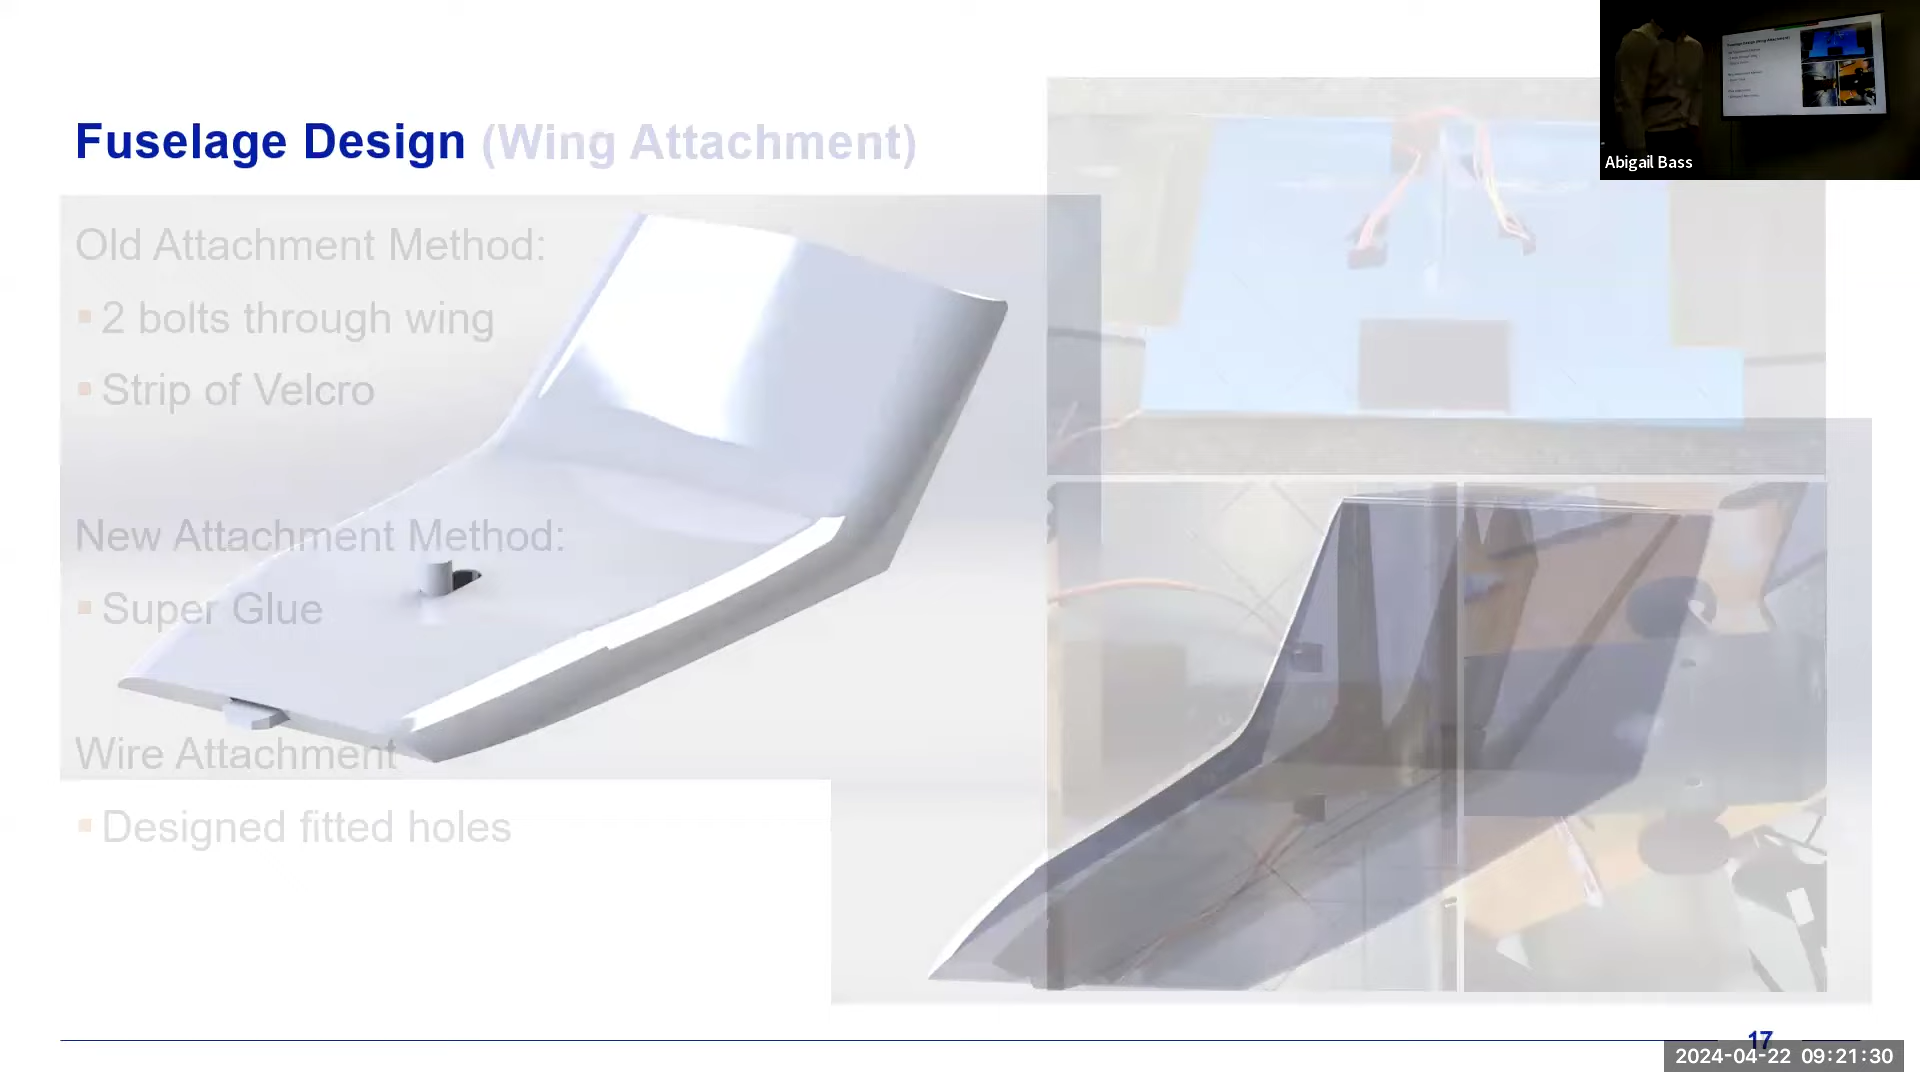 Fuselage Design (Wing Attachment)
Old Attachment Method:
2 bolts through wing
Strip of Velcro
New Attachment Method:
Super Glue
Wire Attachment
Designed fitted holes
Abigail Bass
17
2024-04-22 09:21:30